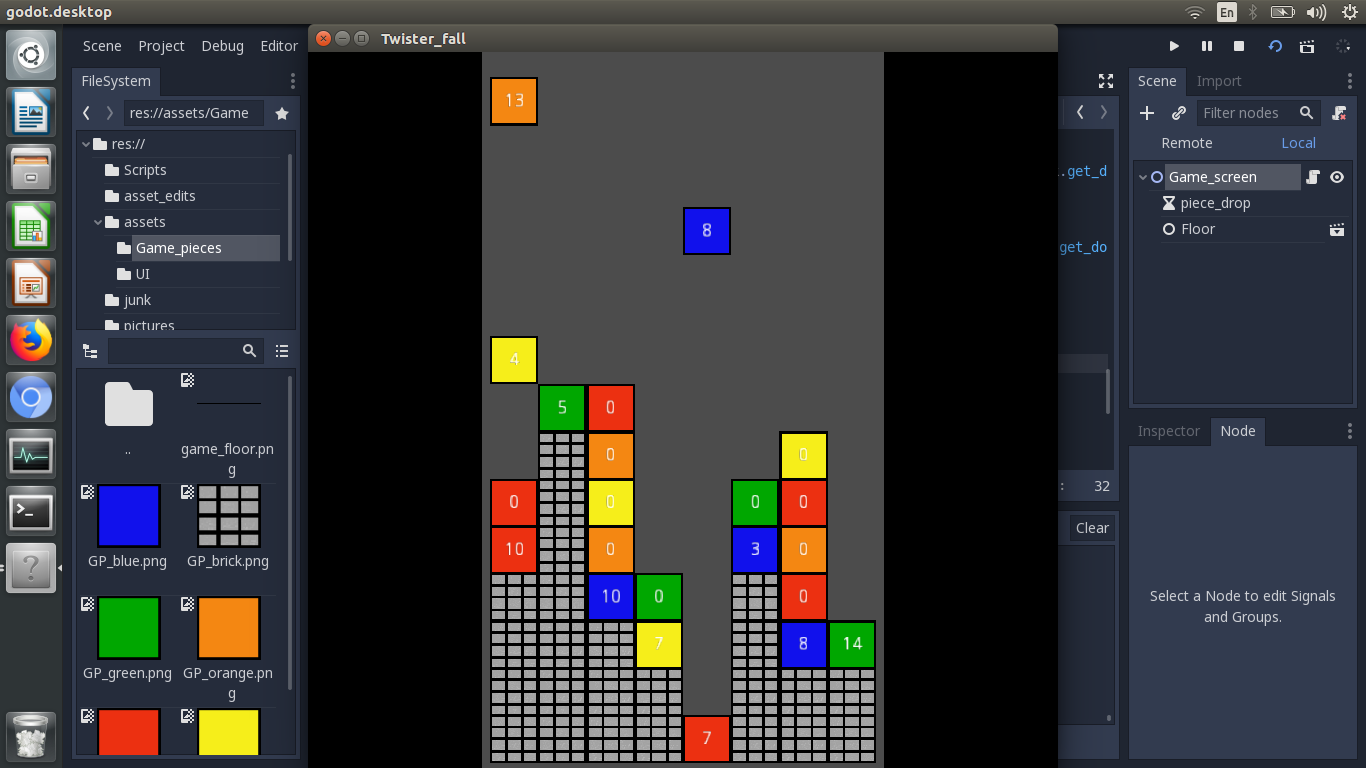 godot.desktop
En
Scene Project Debug Editor
Twister_fall
FileSystem
Scene Import
res://assets/Game
Filter nodes
res://
Remote Local
Scripts
.get_d
Game_screen
asset_edits
piece_drop
assets
Floor
Game_pieces
get_do
UI
junk
pictures
..
game_floor.png
GP_blue.png
GP_brick.png
GP_green.png
GP_orange.png
13
8
4
5 0
0 0
0 0 0 0
10 0 3 0
10 0 0
7 8 14
7
Inspector Node
: 32
Clear
Select a Node to edit Signals
and Groups.